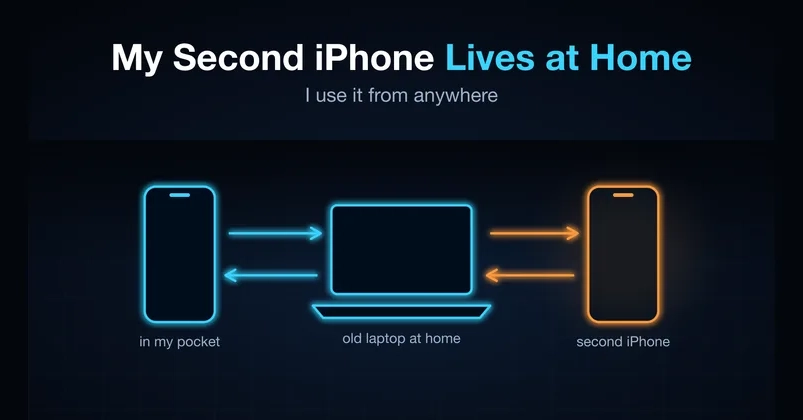 My Second iPhone Lives at Home
I use it from anywhere
in my pocket
old laptop at home
second iPhone